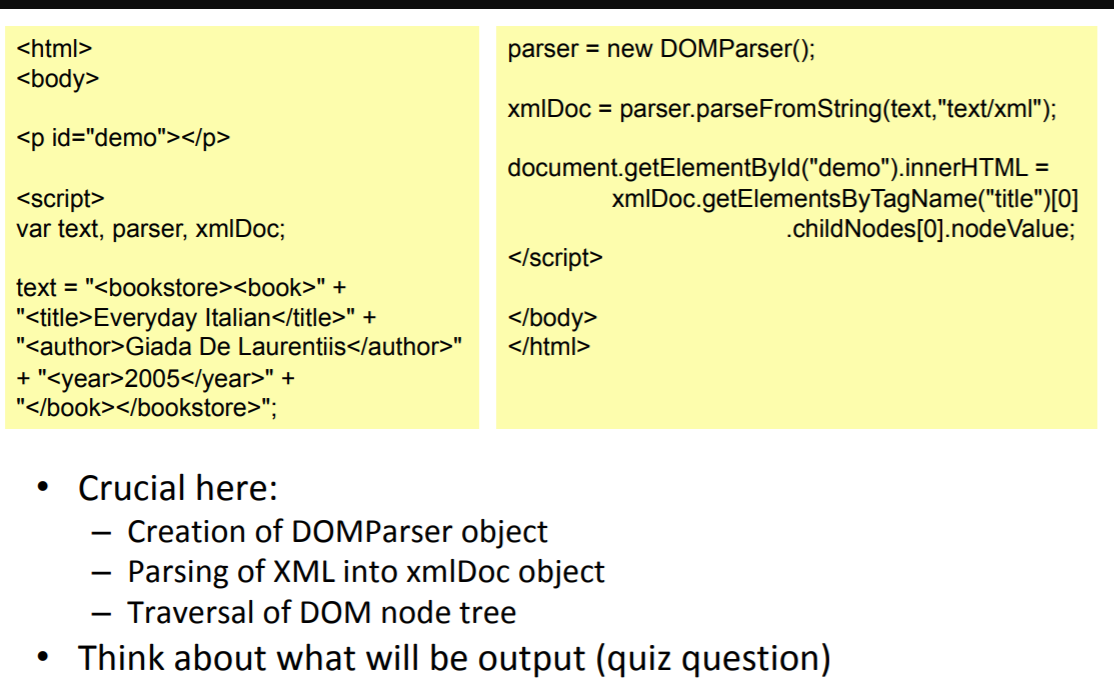 <html>
<body>
<p id="demo"></p>
<script>
var text, parser, xmlDoc;
text = "<bookstore><book>" +
"<title>Everyday Italian</title>" +
"<author>Giada De Laurentiis</author>"
+ "<year>2005</year>" +
"</book></bookstore>";
parser = new DOMParser();
xmlDoc = parser.parseFromString(text,"text/xml");
document.getElementById("demo").innerHTML =
xmlDoc.getElementsByTagName("title")[0]
.childNodes[0].nodeValue;
</script>
</body>
</html>
• Crucial here:
– Creation of DOMParser object
– Parsing of XML into xmlDoc object
– Traversal of DOM node tree
• Think about what will be output (quiz question)